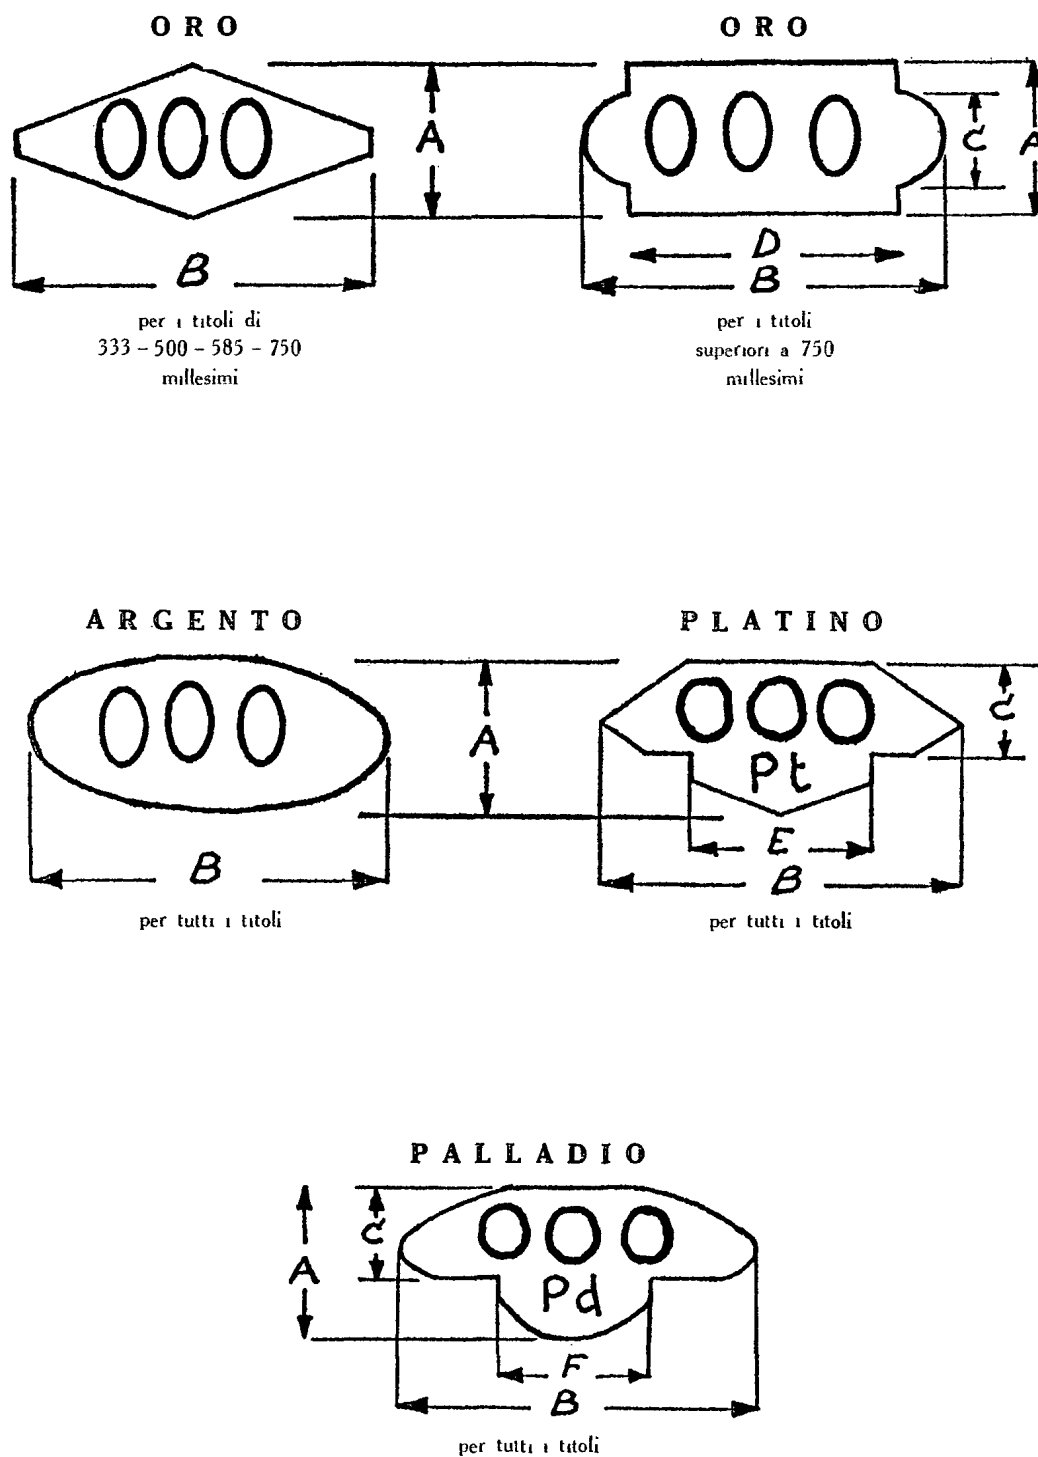 ORO
000
A
B
per i titoli di
333 – 500 – 585 – 750
millesimi
ORO
000
C
A
D
B
per i titoli
superiori a 750
millesimi
ARGENTO
000
A
B
per tutti i titoli
PLATINO
000
Pt
C
E
B
per tutti i titoli
PALLADIO
000
Pd
C
A
F
B
per tutti i titoli